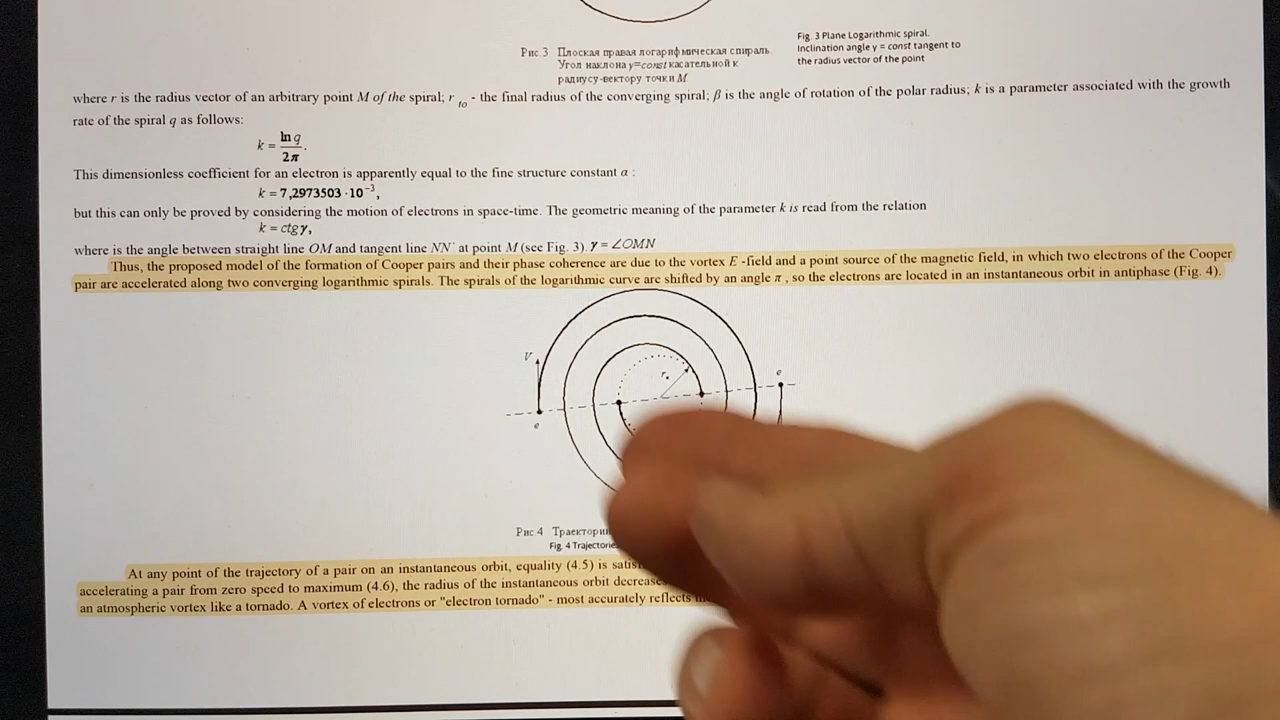 Рис.3 Плоская правая логарифмическая спираль.
Угол наклона γ=const касательной к
радиусу-вектору точки M
Fig. 3 Plane Logarithmic spiral.
Inclination angle γ = const tangent to
the radius vector of the point
where r is the radius vector of an arbitrary point M of the spiral; r to - the final radius of the converging spiral; β is the angle of rotation of the polar radius; k is a parameter associated with the growth
rate of the spiral q as follows:
k = ln q / 2π.
This dimensionless coefficient for an electron is apparently equal to the fine structure constant α :
k = 7,2973503 · 10⁻³,
but this can only be proved by considering the motion of electrons in space-time. The geometric meaning of the parameter k is read from the relation
k = ctgγ,
where is the angle between straight line OM and tangent line NN' at point M (see Fig. 3). γ = ∠OMN
Thus, the proposed model of the formation of Cooper pairs and their phase coherence are due to the vortex E -field and a point source of the magnetic field, in which two electrons of the Cooper
pair are accelerated along two converging logarithmic spirals. The spirals of the logarithmic curve are shifted by an angle π , so the electrons are located in an instantaneous orbit in antiphase (Fig. 4).
V
e
r
e
Рис 4
Fig. 4
At any point of the trajectory of a pair on an instantaneous orbit, equality (4.5) is
accelerating a pair from zero speed to maximum (4.6), the radius of the instantaneous orbit decreases
an atmospheric vortex like a tornado. A vortex of electrons or "electron tornado" - most accurately reflects